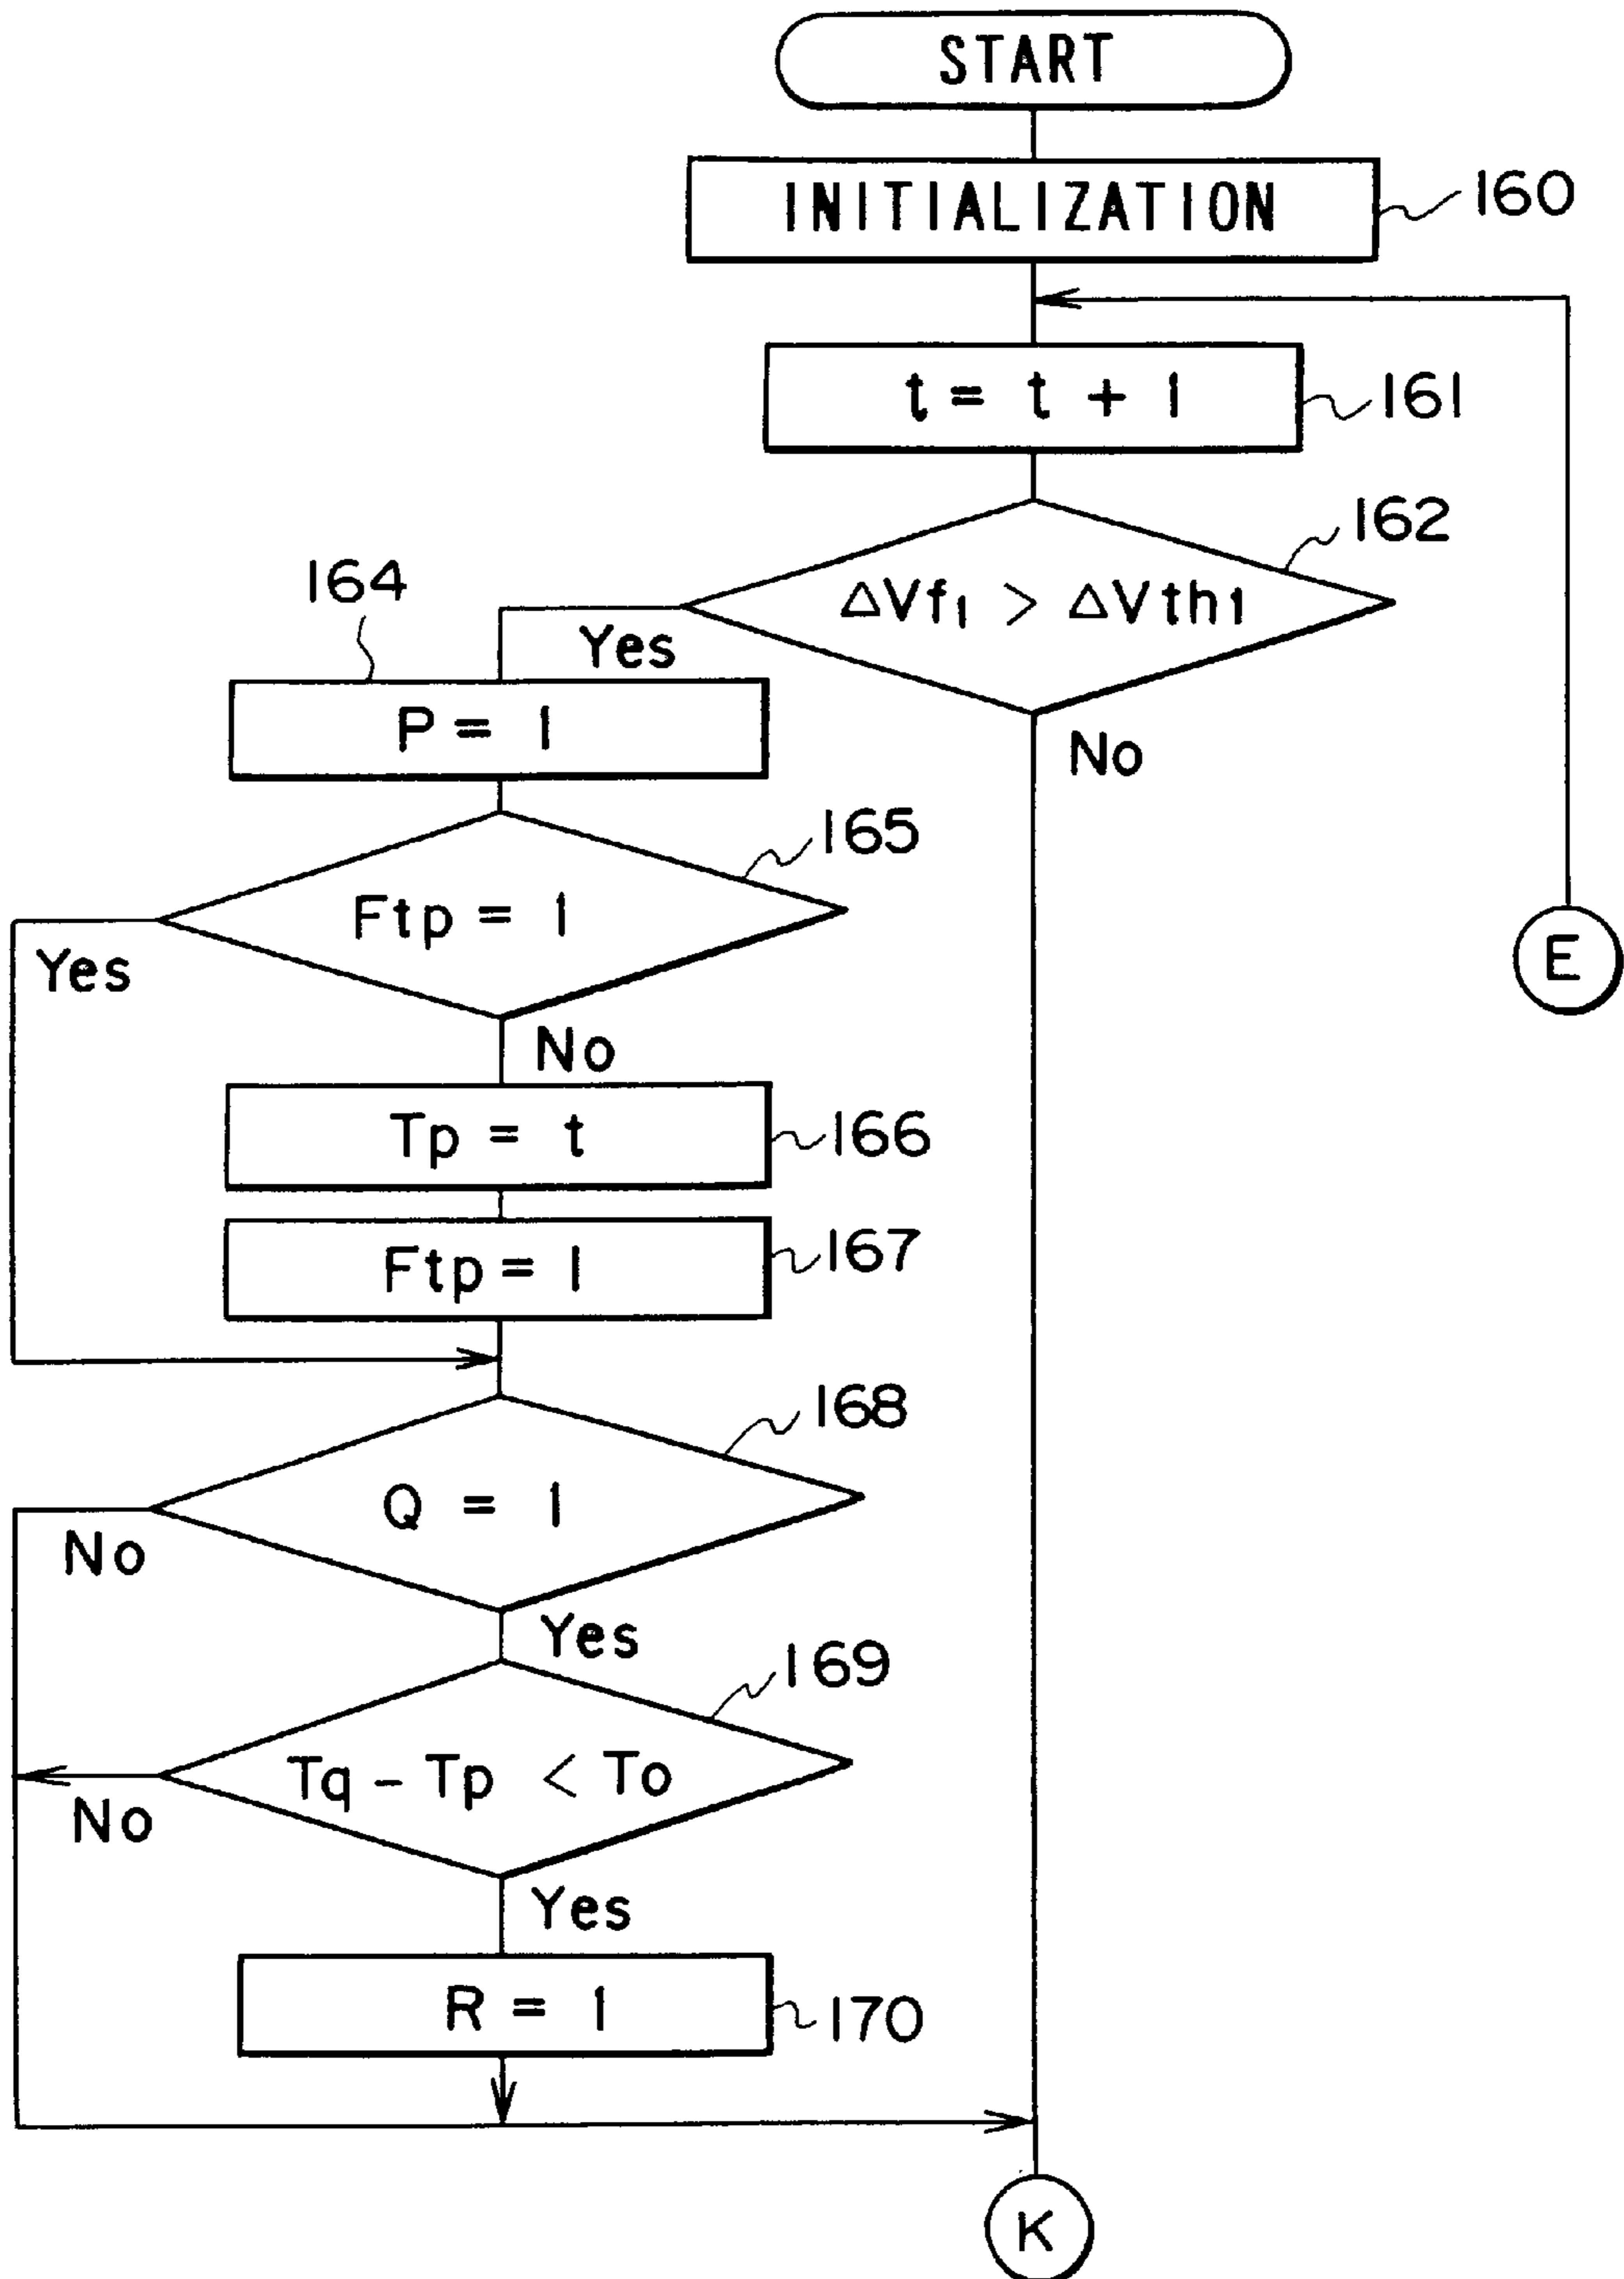 START
INITIALIZATION
160
t = t + 1
161
162
ΔVf₁ > ΔVth1
Yes
No
164
P = 1
165
Ftp = 1
Yes
No
E
Tp = t
166
Ftp = 1
167
168
Q = 1
No
Yes
169
Tq - Tp < To
No
Yes
R = 1
170
K